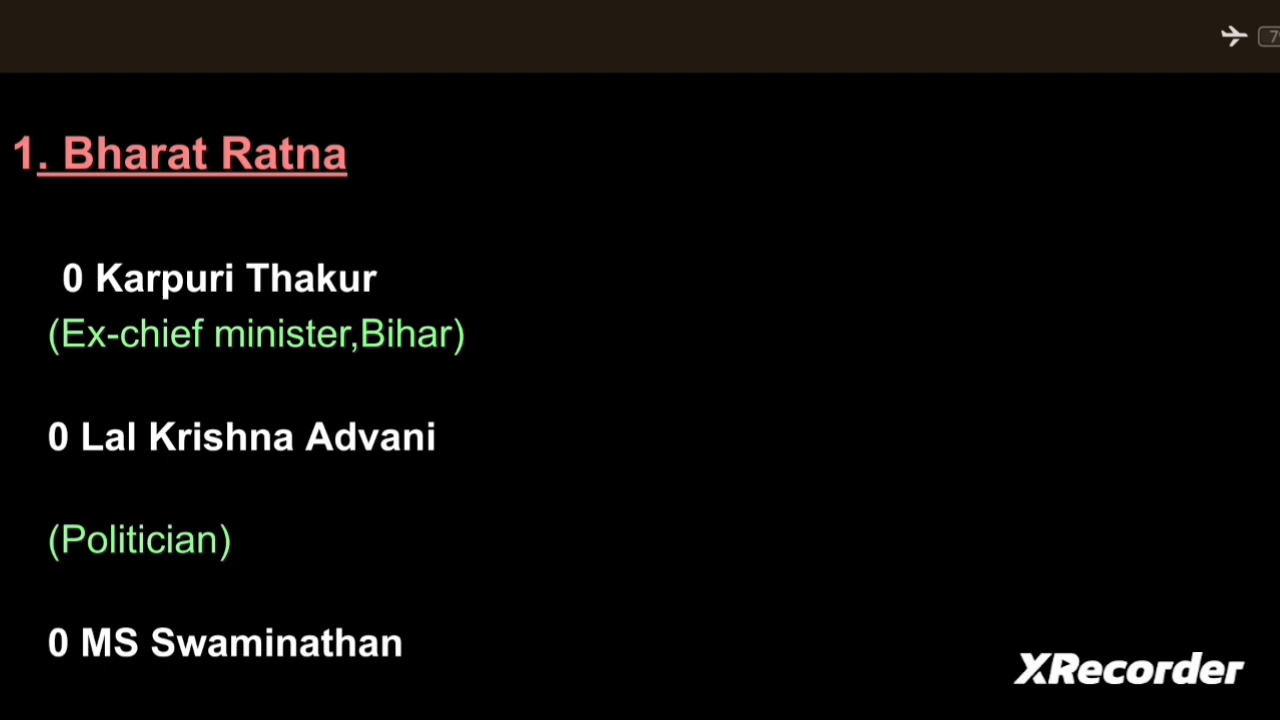 1. Bharat Ratna
0 Karpuri Thakur
(Ex-chief minister,Bihar)
0 Lal Krishna Advani
(Politician)
0 MS Swaminathan
XRecorder